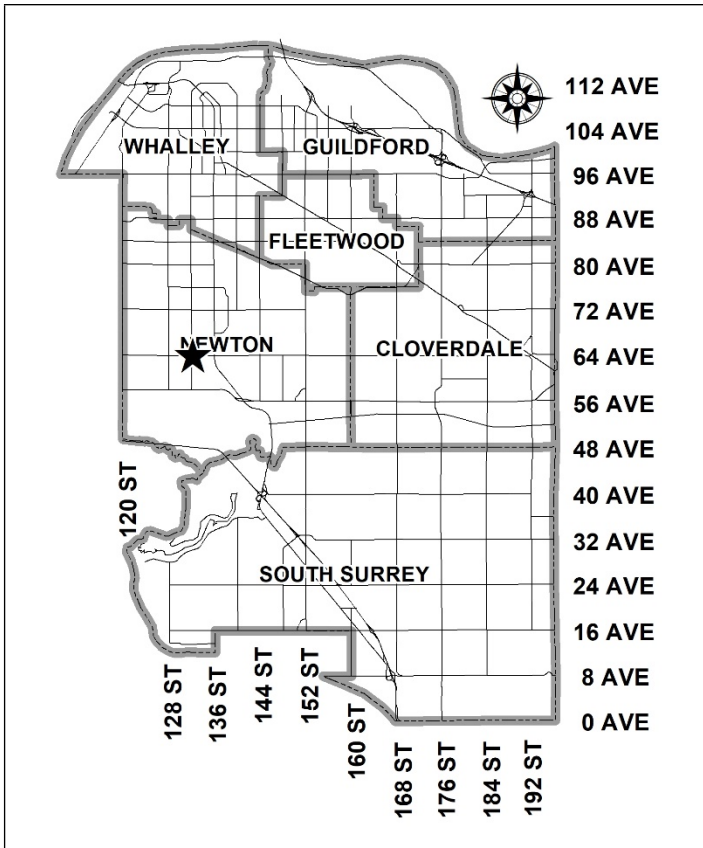 112 AVE
104 AVE
WHALLEY
GUILDFORD
96 AVE
88 AVE
FLEETWOOD
80 AVE
72 AVE
NEWTON
CLOVERDALE
64 AVE
56 AVE
48 AVE
120 ST
40 AVE
32 AVE
SOUTH SURREY
24 AVE
16 AVE
8 AVE
0 AVE
128 ST
136 ST
144 ST
152 ST
160 ST
168 ST
176 ST
184 ST
192 ST